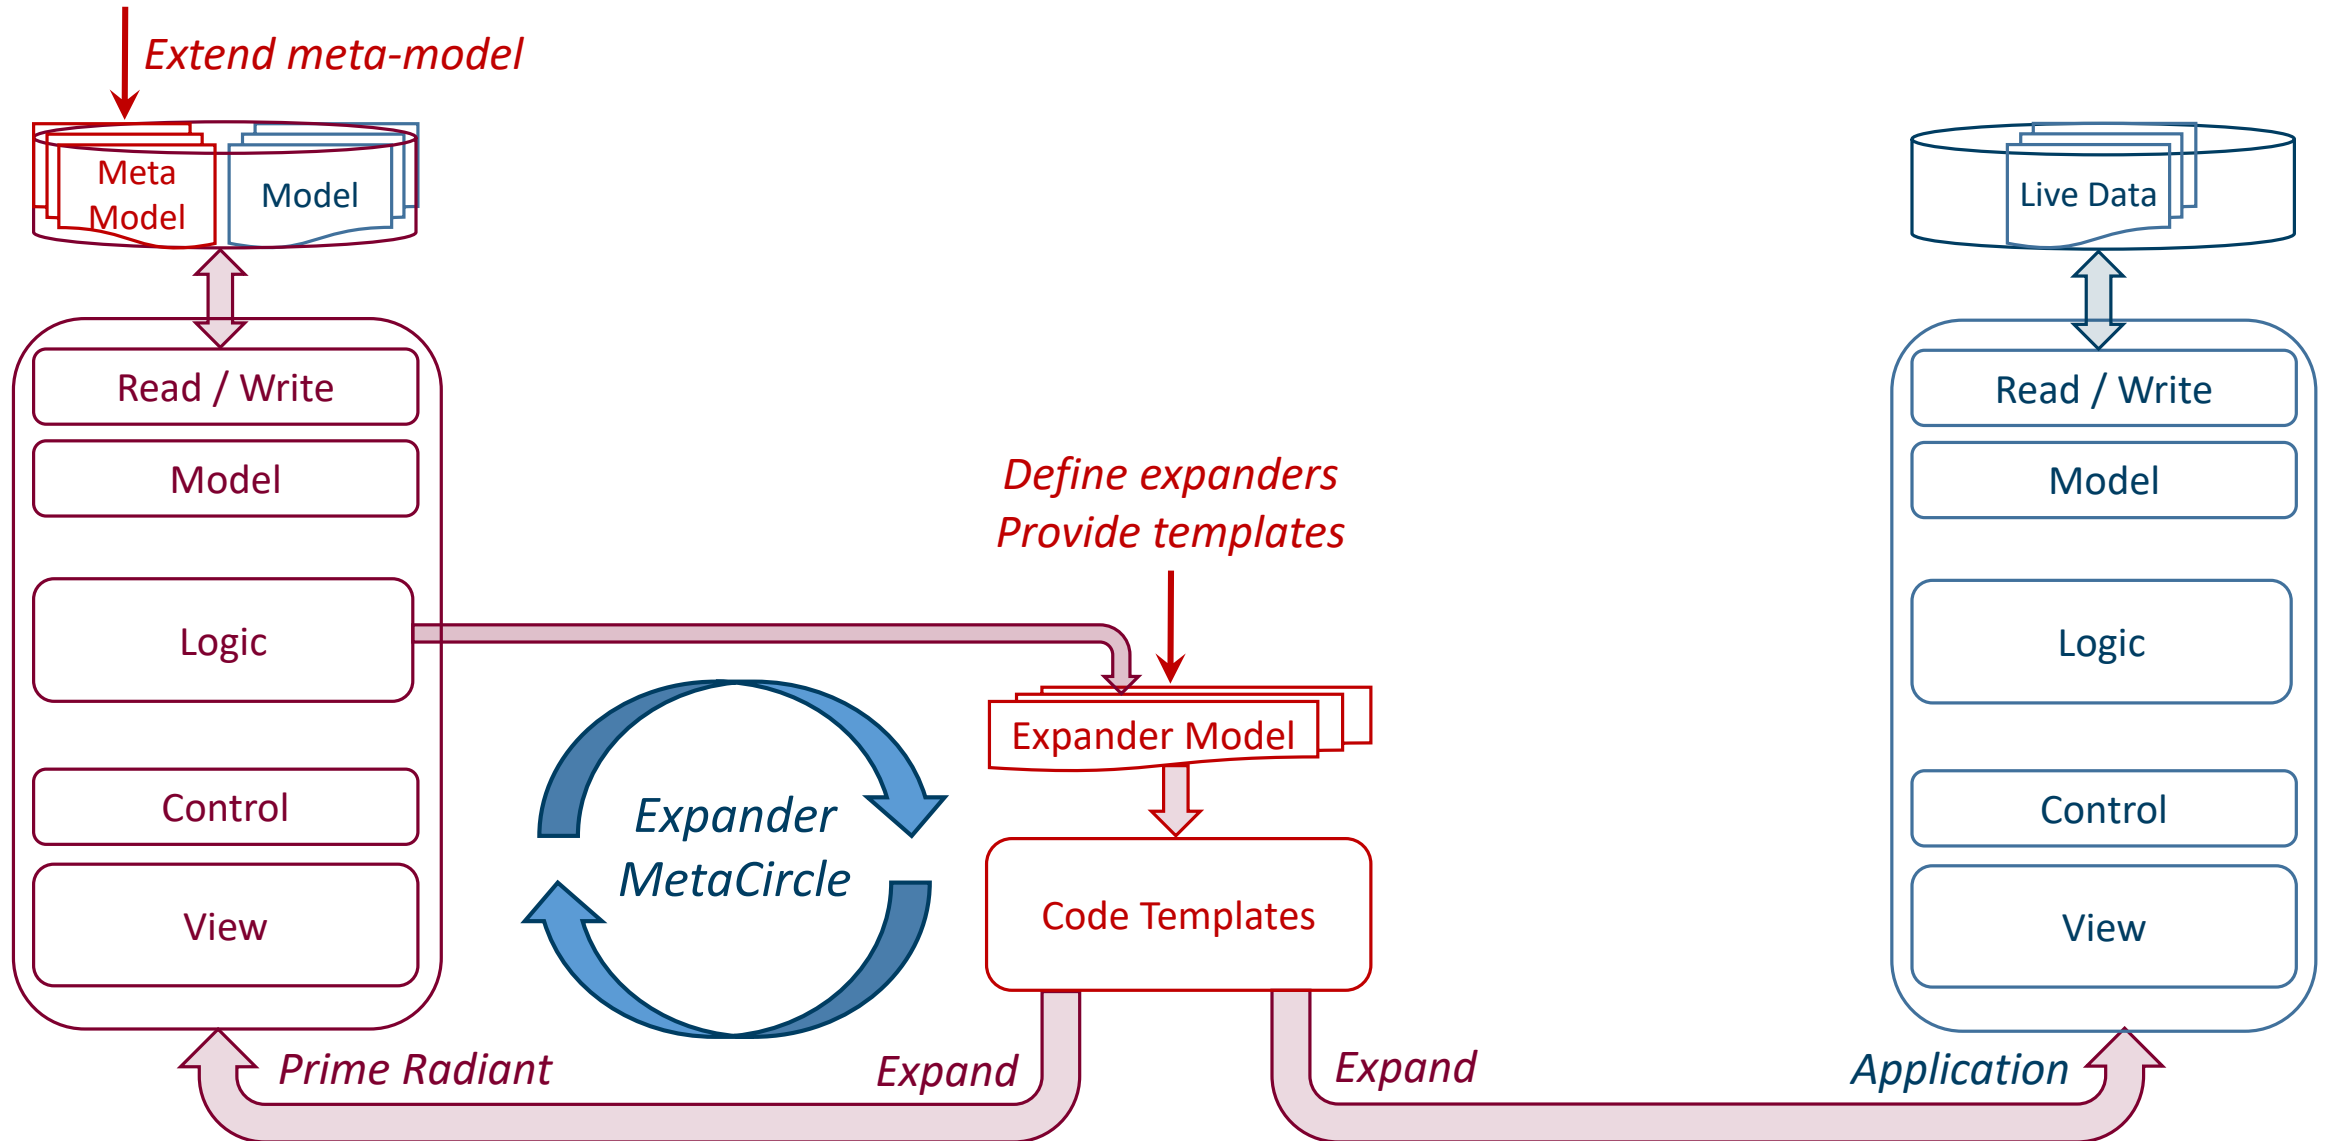 Extend meta-model
Meta
Model
Model
Live Data
Read / Write
Model
Logic
Control
View
Define expanders
Provide templates
Expander Model
Code Templates
Expander
MetaCircle
Read / Write
Model
Logic
Control
View
Prime Radiant
Expand
Expand
Application